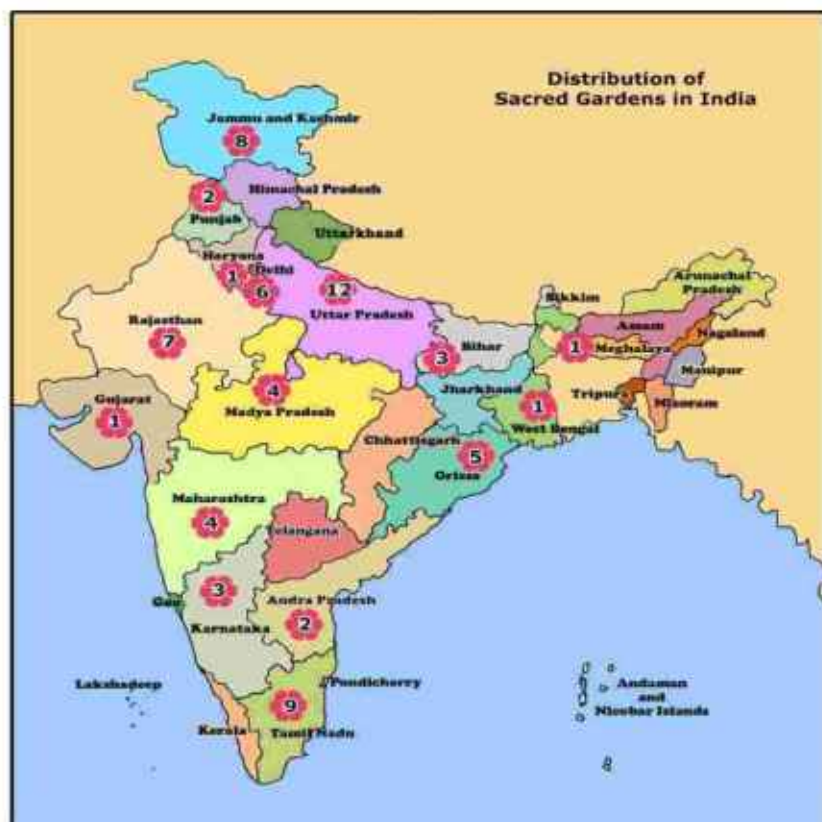 Distribution of
Sacred Gardens in India
Jammu and Kashmir
8
Himachal Pradesh
2
Punjab
Uttarkhand
Haryana
1
Delhi
6
12
Uttar Pradesh
Rajasthan
7
Sikkim
Arunachal
Pradesh
Assam
Nagaland
1
Meghalaya
Manipur
Bihar
3
Gujarat
1
4
Madya Pradesh
Jharkhand
1
West Bengal
Tripura
Mizoram
Chhattisgarh
5
Orissa
Maharashtra
4
Telangana
3
Goa
Karnataka
Andra Pradesh
2
Lakshadeep
Pondicherry
9
Kerala
Tamil Nadu
Andaman
and
Nicobar Islands